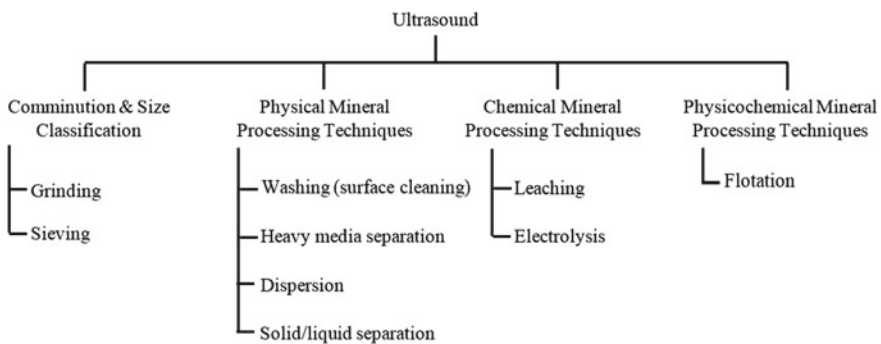 Ultrasound
Comminution & Size
Classification
Grinding
Sieving
Physical Mineral
Processing Techniques
Washing (surface cleaning)
Heavy media separation
Dispersion
Solid/liquid separation
Chemical Mineral
Processing Techniques
Leaching
Electrolysis
Physicochemical Mineral
Processing Techniques
Flotation